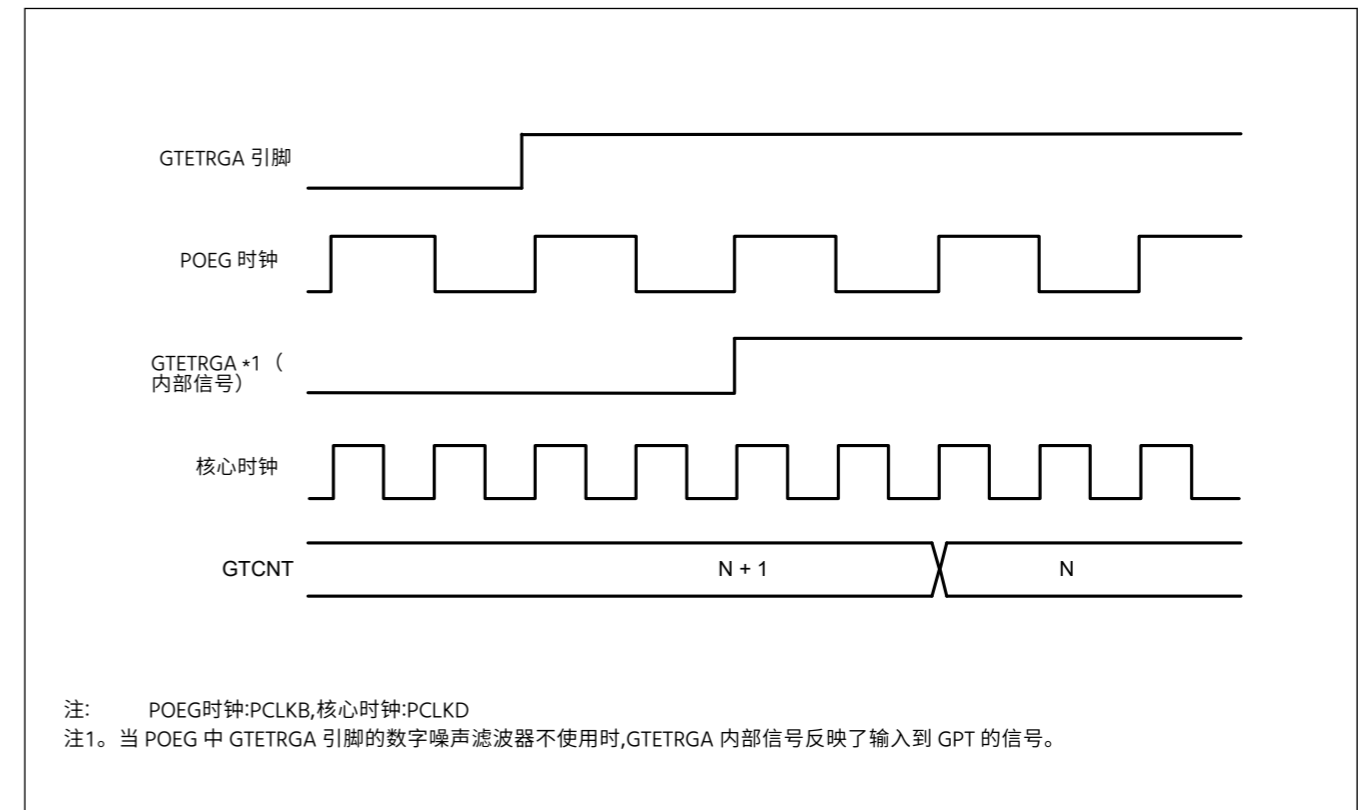 GTETRGA 引脚
POEG 时钟
GTETRGA *1（
内部信号）
核心时钟
GTCNT
N + 1
N
注: POEG时钟:PCLKB,核心时钟:PCLKD
注1。当 POEG 中 GTETRGA 引脚的数字噪声滤波器不使用时,GTETRGA 内部信号反映了输入到 GPT 的信号。